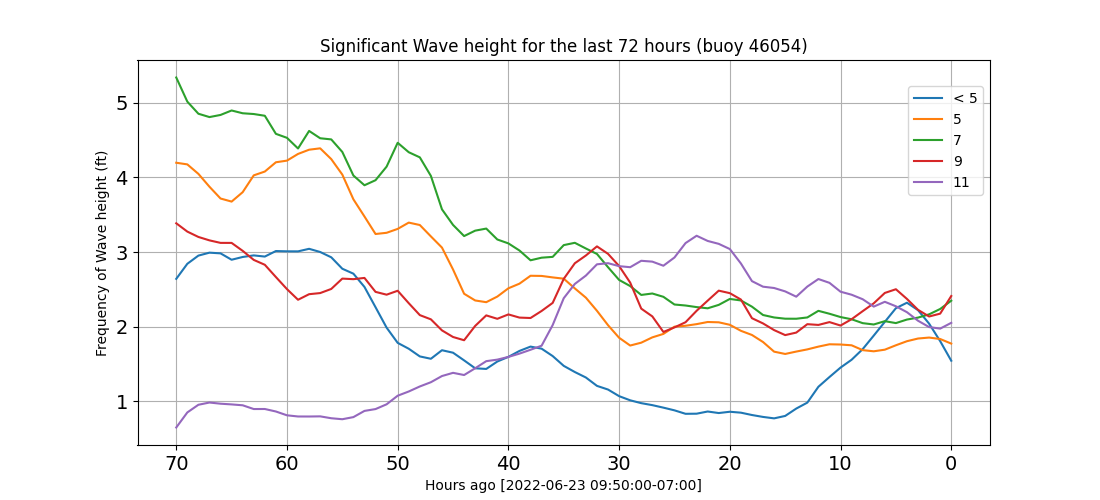 Significant Wave height for the last 72 hours (buoy 46054)
Frequency of Wave height (ft)
5
4
3
2
1
< 5
5
7
9
11
70 60 50 40 30 20 10 0
Hours ago [2022-06-23 09:50:00-07:00]